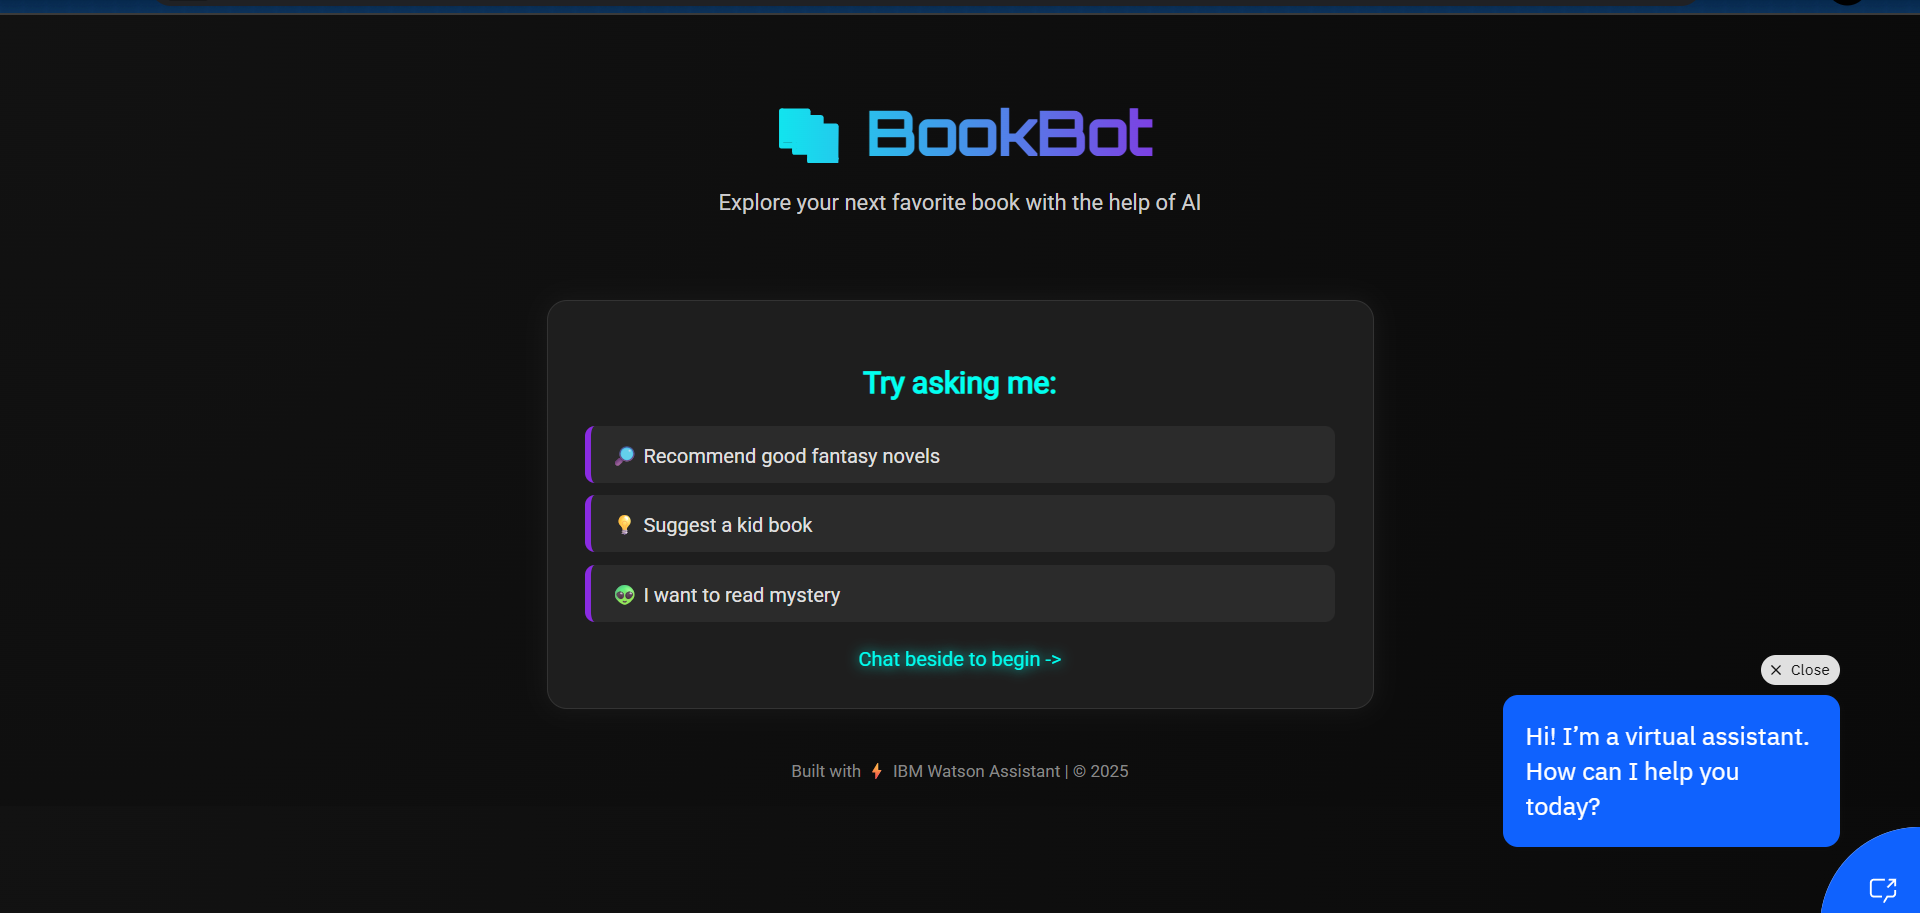 BookBot
Explore your next favorite book with the help of AI
Try asking me:
🔎 Recommend good fantasy novels
💡 Suggest a kid book
👽 I want to read mystery
Chat beside to begin ->
Built with ⚡ IBM Watson Assistant | © 2025
Close
Hi! I’m a virtual assistant.
How can I help you
today?